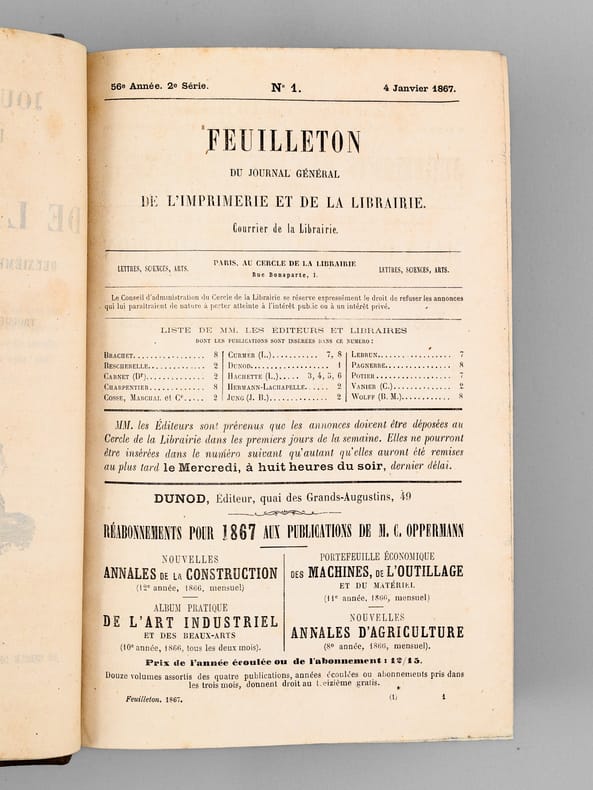 56e Année. 2e Série.
N° 1.
4 Janvier 1867.
FEUILLETON
DU JOURNAL GÉNÉRAL
DE L'IMPRIMERIE ET DE LA LIBRAIRIE.
Courrier de la Librairie.
LETTRES, SCIENCES, ARTS.
PARIS, AU CERCLE DE LA LIBRAIRIE
Rue Bonaparte, 1.
LETTRES, SCIENCES, ARTS.
Le Conseil d'administration du Cercle de la Librairie se réserve expressément le droit de refuser les annonces
qui lui paraîtraient de nature à porter atteinte à l'intérêt public ou à un intérêt privé.
LISTE DE MM. LES ÉDITEURS ET LIBRAIRES
DONT LES PUBLICATIONS SONT INSÉRÉES DANS CE NUMÉRO :
BRACHET................ 8
BESCHERELLE............. 2
CARNET (Dr)............. 2
CHARPENTIER............. 8
COSSE, MARCHAL et Ce..... 2
CURMER (L.)........... 7, 8
DUNOD................. 1
HACHETTE (L.)..... 3, 4, 5, 6
HERMANN-LACHAPELLE..... 2
JUNG (J. B.)............ 2
LEBRUN................ 7
PAGNERRE.............. 8
POTIER................ 7
VANIER (C.)............ 2
WOLFF (B. M.)........... 8
MM. les Éditeurs sont prévenus que les annonces doivent être déposées au
Cercle de la Librairie dans les premiers jours de la semaine. Elles ne pourront
être insérées dans le numéro suivant qu'autant qu'elles auront été remises
au plus tard le Mercredi, à huit heures du soir, dernier délai.
DUNOD, Éditeur, quai des Grands-Augustins, 49
RÉABONNEMENTS POUR 1867 AUX PUBLICATIONS DE M. C. OPPERMANN
NOUVELLES
ANNALES DE LA CONSTRUCTION
(12e année, 1866, mensuel)
ALBUM PRATIQUE
DE L'ART INDUSTRIEL
ET DES BEAUX-ARTS
(10e année, 1866, tous les deux mois).
PORTEFEUILLE ÉCONOMIQUE
DES MACHINES, DE L'OUTILLAGE
ET DU MATÉRIEL
(11e année, 1866, mensuel)
NOUVELLES
ANNALES D'AGRICULTURE
(8e année, 1866, mensuel).
Prix de l'année écoulée ou de l'abonnement : 12/15.
Douze volumes assortis des quatre publications, années écoulées ou abonnements pris dans
les trois mois, donnent droit au treizième gratis.
Feuilleton. 1867.
(1)
1